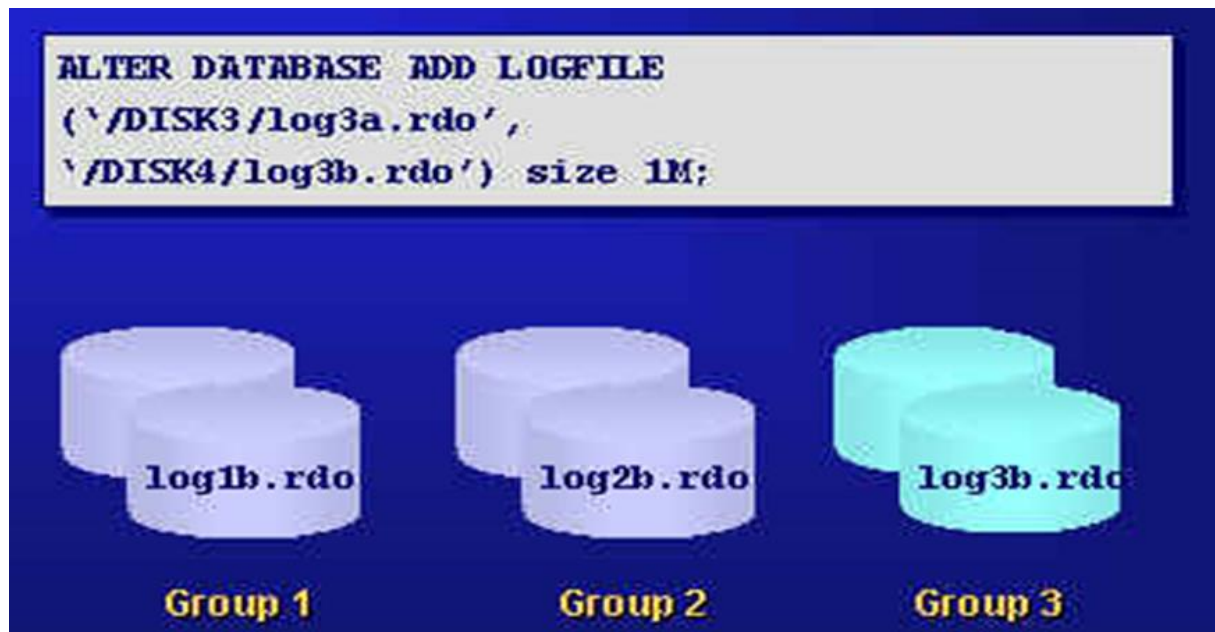 ALTER DATABASE ADD LOGFILE
(‵/DISK3/log3a.rdo′,
‵/DISK4/log3b.rdo′) size 1M;
log1b.rdo
log2b.rdo
log3b.rdo
Group 1
Group 2
Group 3